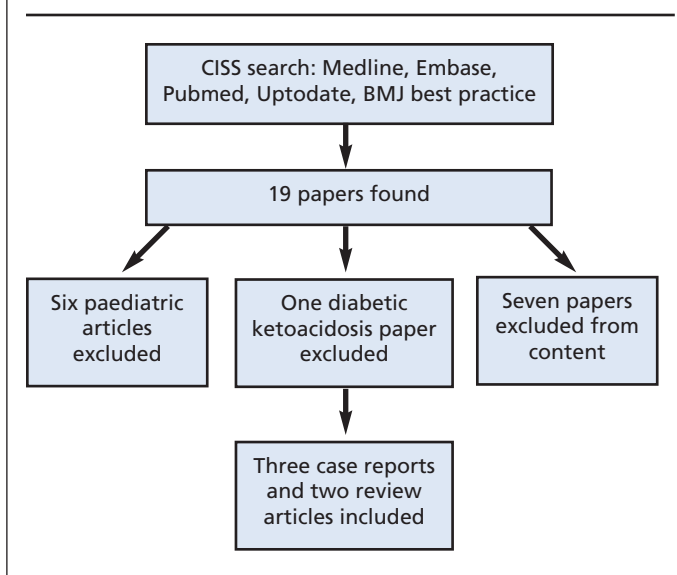 CISS search: Medline, Embase,
Pubmed, Uptodate, BMJ best practice
19 papers found
Six paediatric
articles
excluded
One diabetic
ketoacidosis paper
excluded
Seven papers
excluded from
content
Three case reports
and two review
articles included